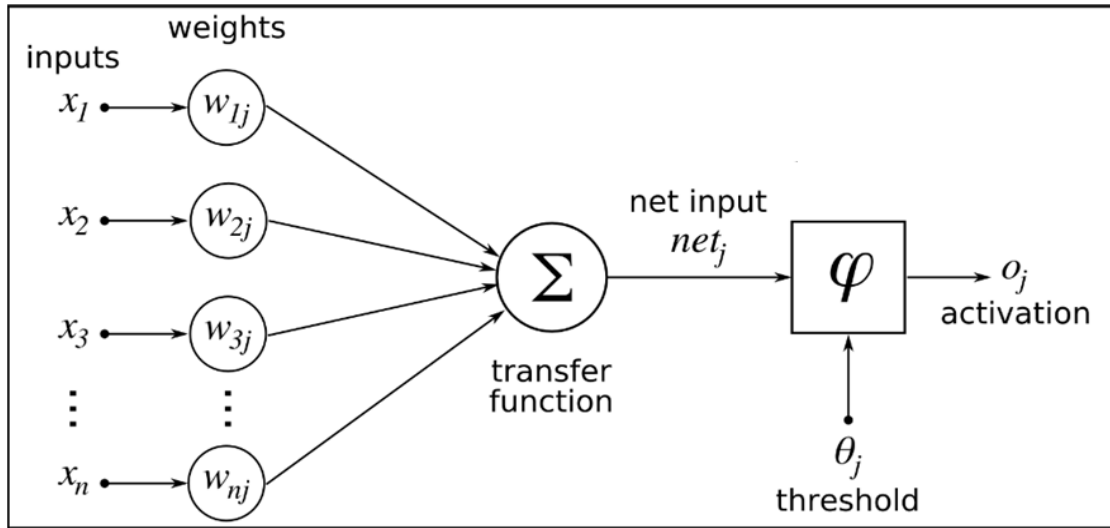 weights
inputs
x1 w1j
x2 w2j
x3 w3j
⋮ ⋮
xn wnj
Σ
transfer
function
net input
netj
φ
oj
activation
θj
threshold